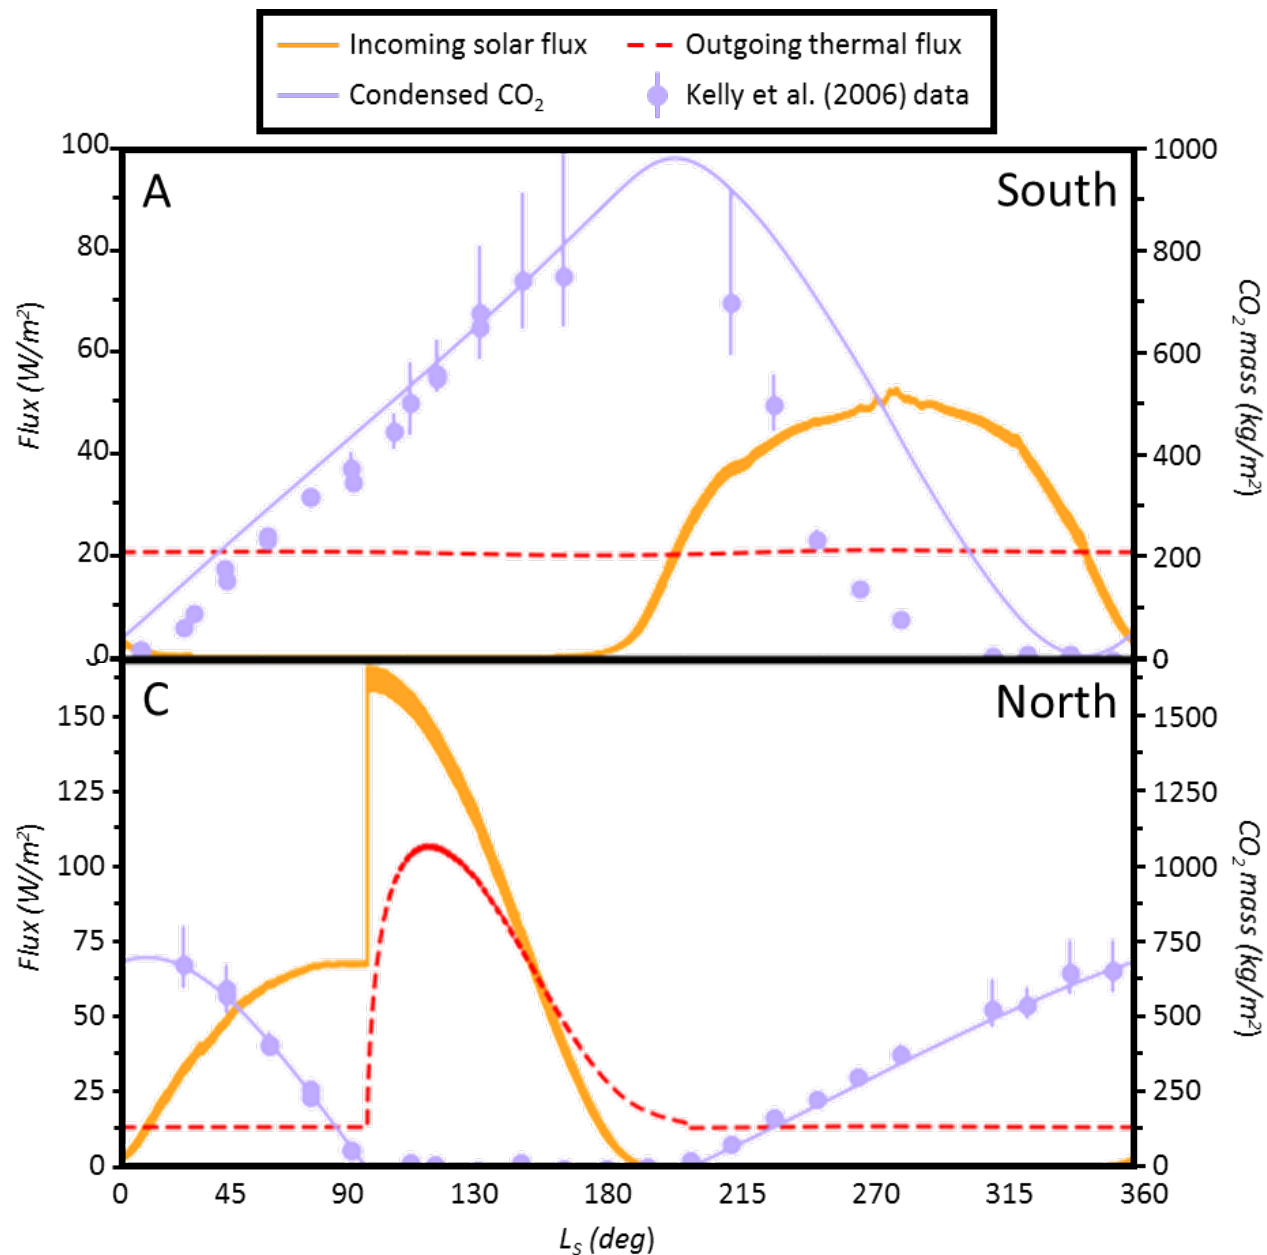 Incoming solar flux Outgoing thermal flux
Condensed CO₂ Kelly et al. (2006) data
A South
100
80
60
40
20
0
Flux (W/m²)
1000
800
600
400
200
0
CO₂ mass (kg/m²)
C North
150
125
100
75
50
25
0
Flux (W/m²)
1500
1250
1000
750
500
250
0
CO₂ mass (kg/m²)
0 45 90 130 180 215 270 315 360
L_S (deg)